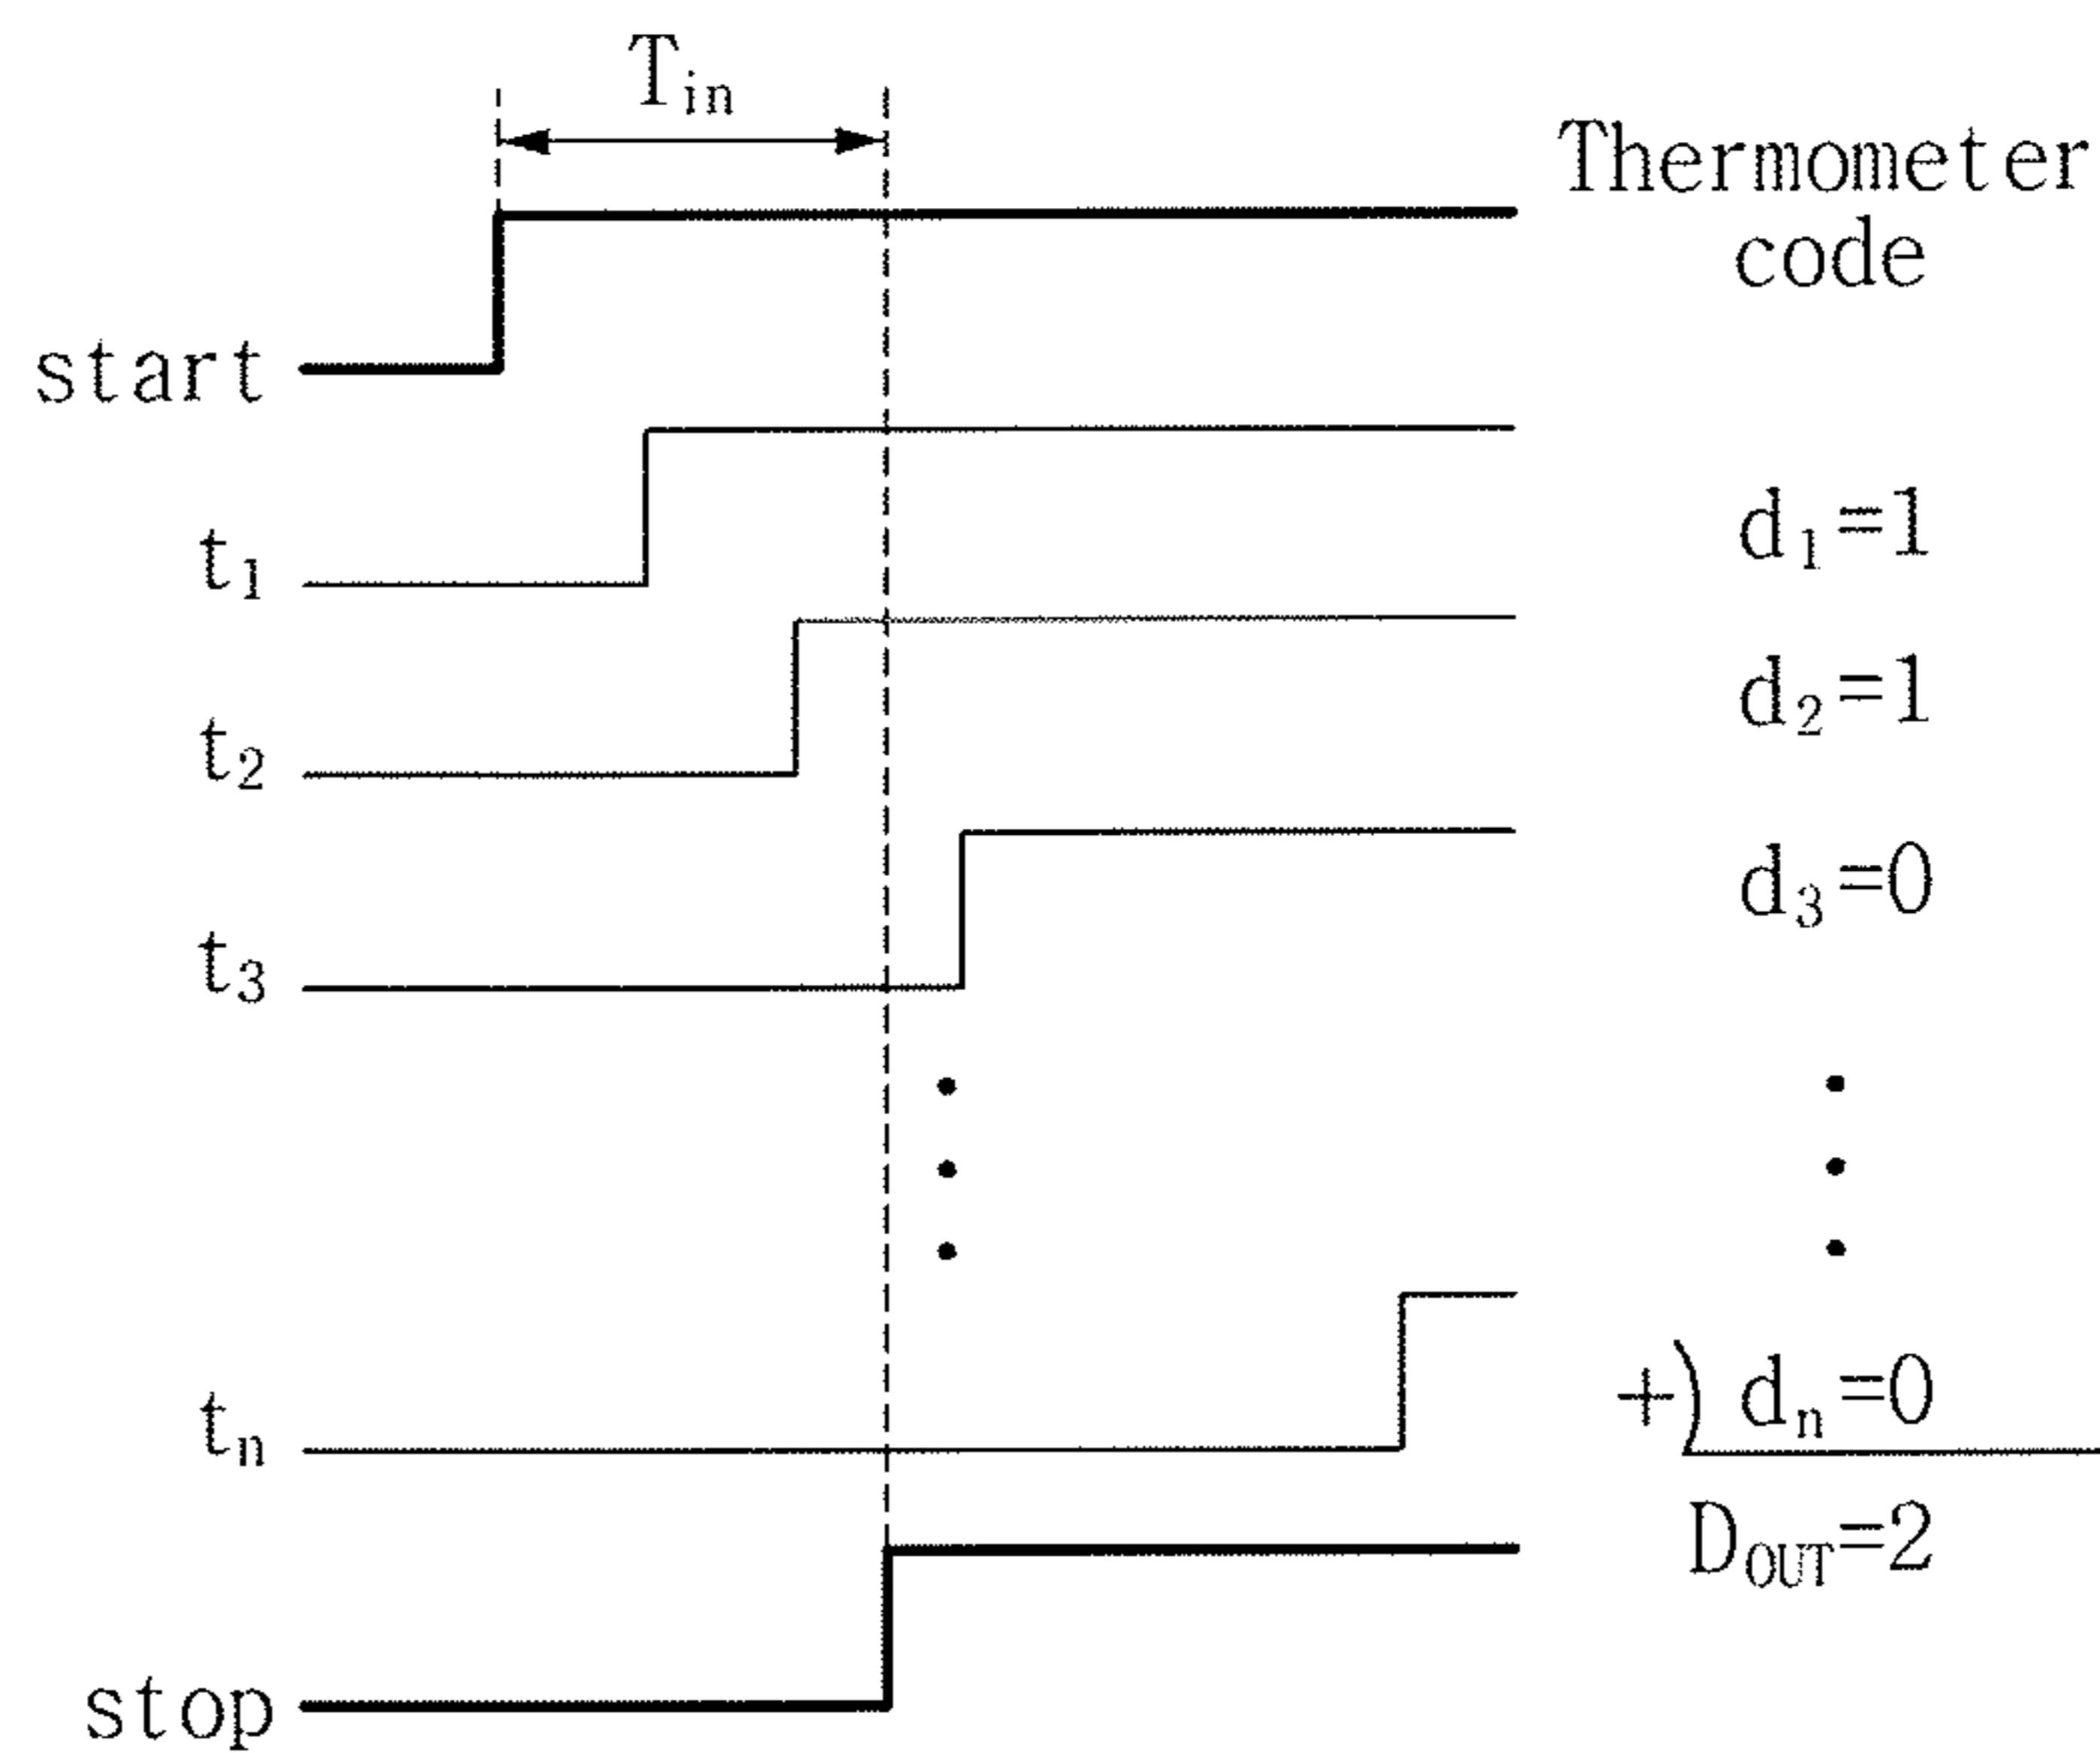 T_in
Thermometer
code
start
t_1
d_1=1
t_2
d_2=1
t_3
d_3=0
t_n
+) d_n=0
D_OUT=2
stop